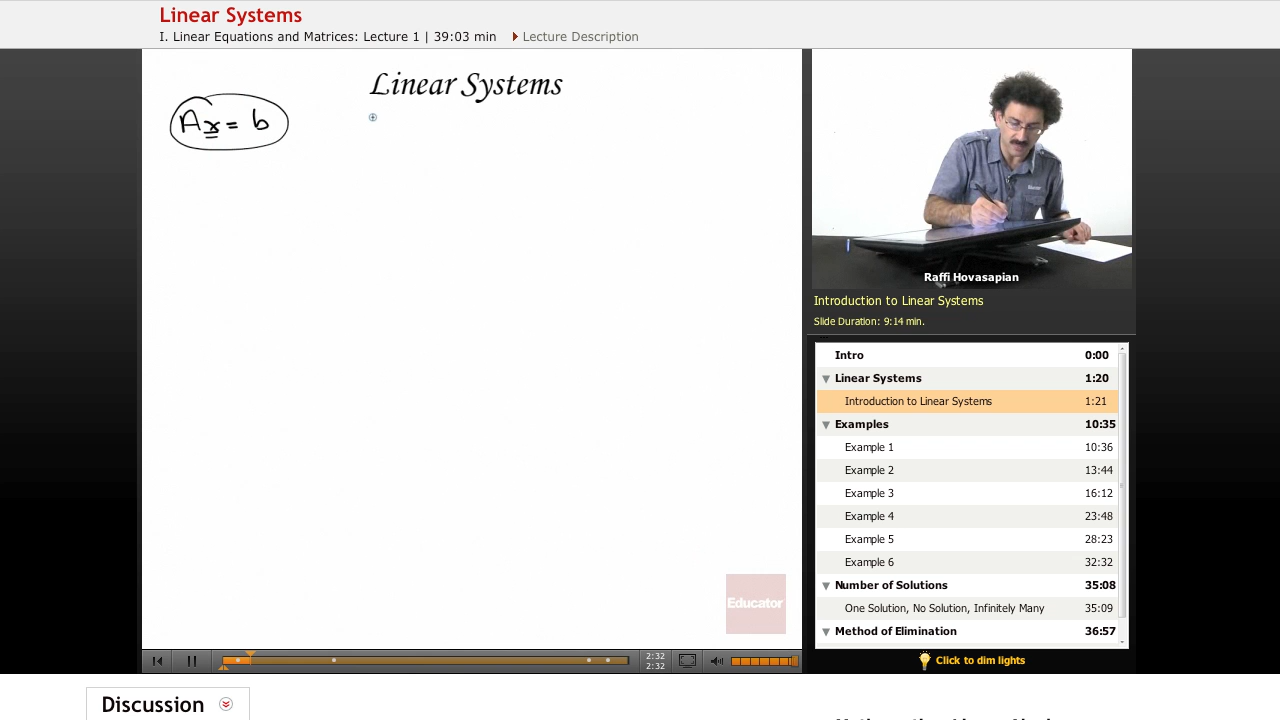 Linear Systems
I. Linear Equations and Matrices: Lecture 1 | 39:03 min Lecture Description
Linear Systems
Ax = b
Educator
Raffi Hovasapian
Introduction to Linear Systems
Slide Duration: 9:14 min.
Intro 0:00
Linear Systems 1:20
Introduction to Linear Systems 1:21
Examples 10:35
Example 1 10:36
Example 2 13:44
Example 3 16:12
Example 4 23:48
Example 5 28:23
Example 6 32:32
Number of Solutions 35:08
One Solution, No Solution, Infinitely Many 35:09
Method of Elimination 36:57
2:32
2:32
Click to dim lights
Discussion